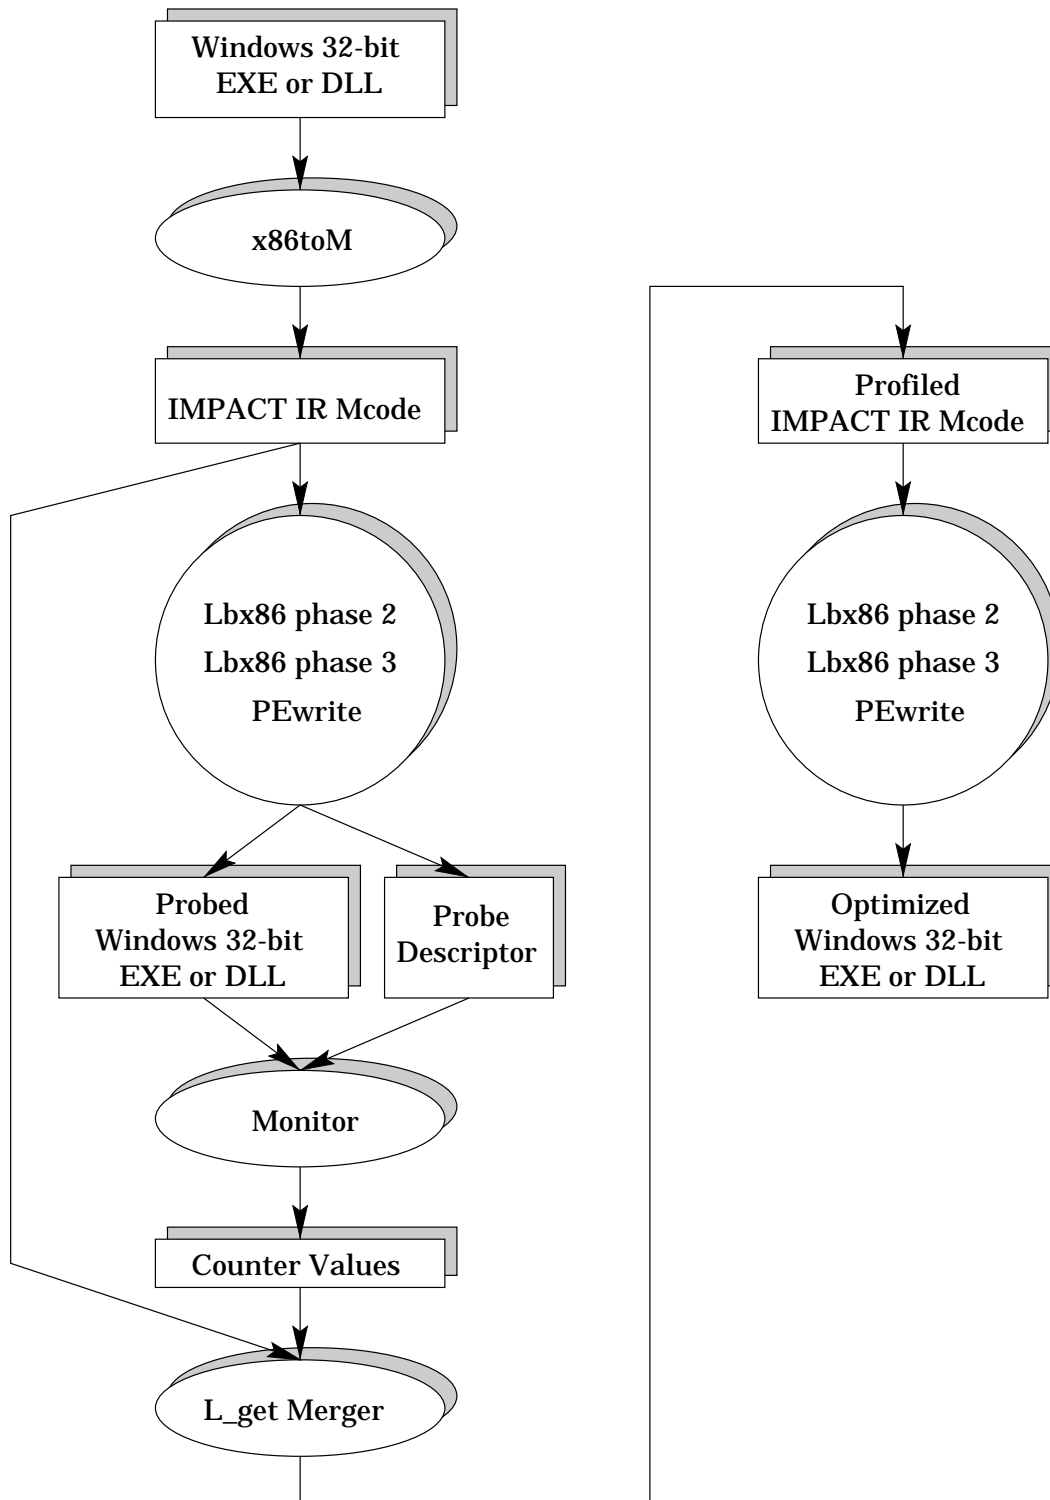 Windows 32-bit
EXE or DLL
x86toM
IMPACT IR Mcode
Lbx86 phase 2
Lbx86 phase 3
PEwrite
Probed
Windows 32-bit
EXE or DLL
Probe
Descriptor
Monitor
Counter Values
L_get Merger
Profiled
IMPACT IR Mcode
Lbx86 phase 2
Lbx86 phase 3
PEwrite
Optimized
Windows 32-bit
EXE or DLL